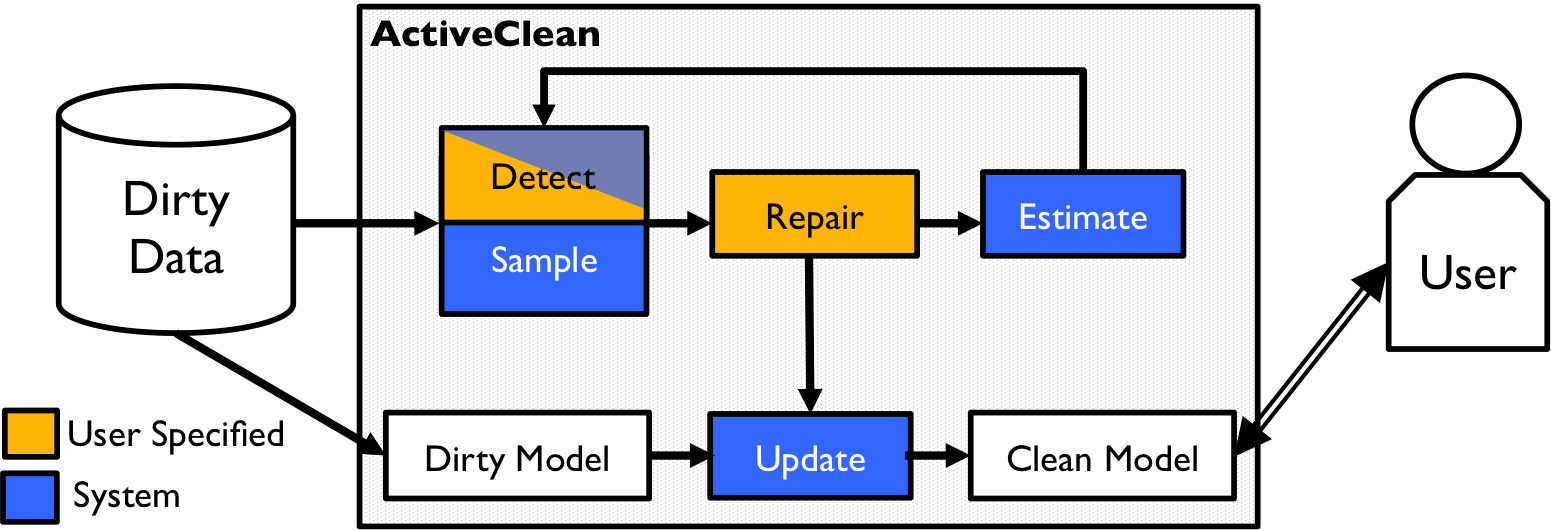 ActiveClean
Dirty
Data
Detect
Sample
Repair
Estimate
User
User Specified
System
Dirty Model
Update
Clean Model